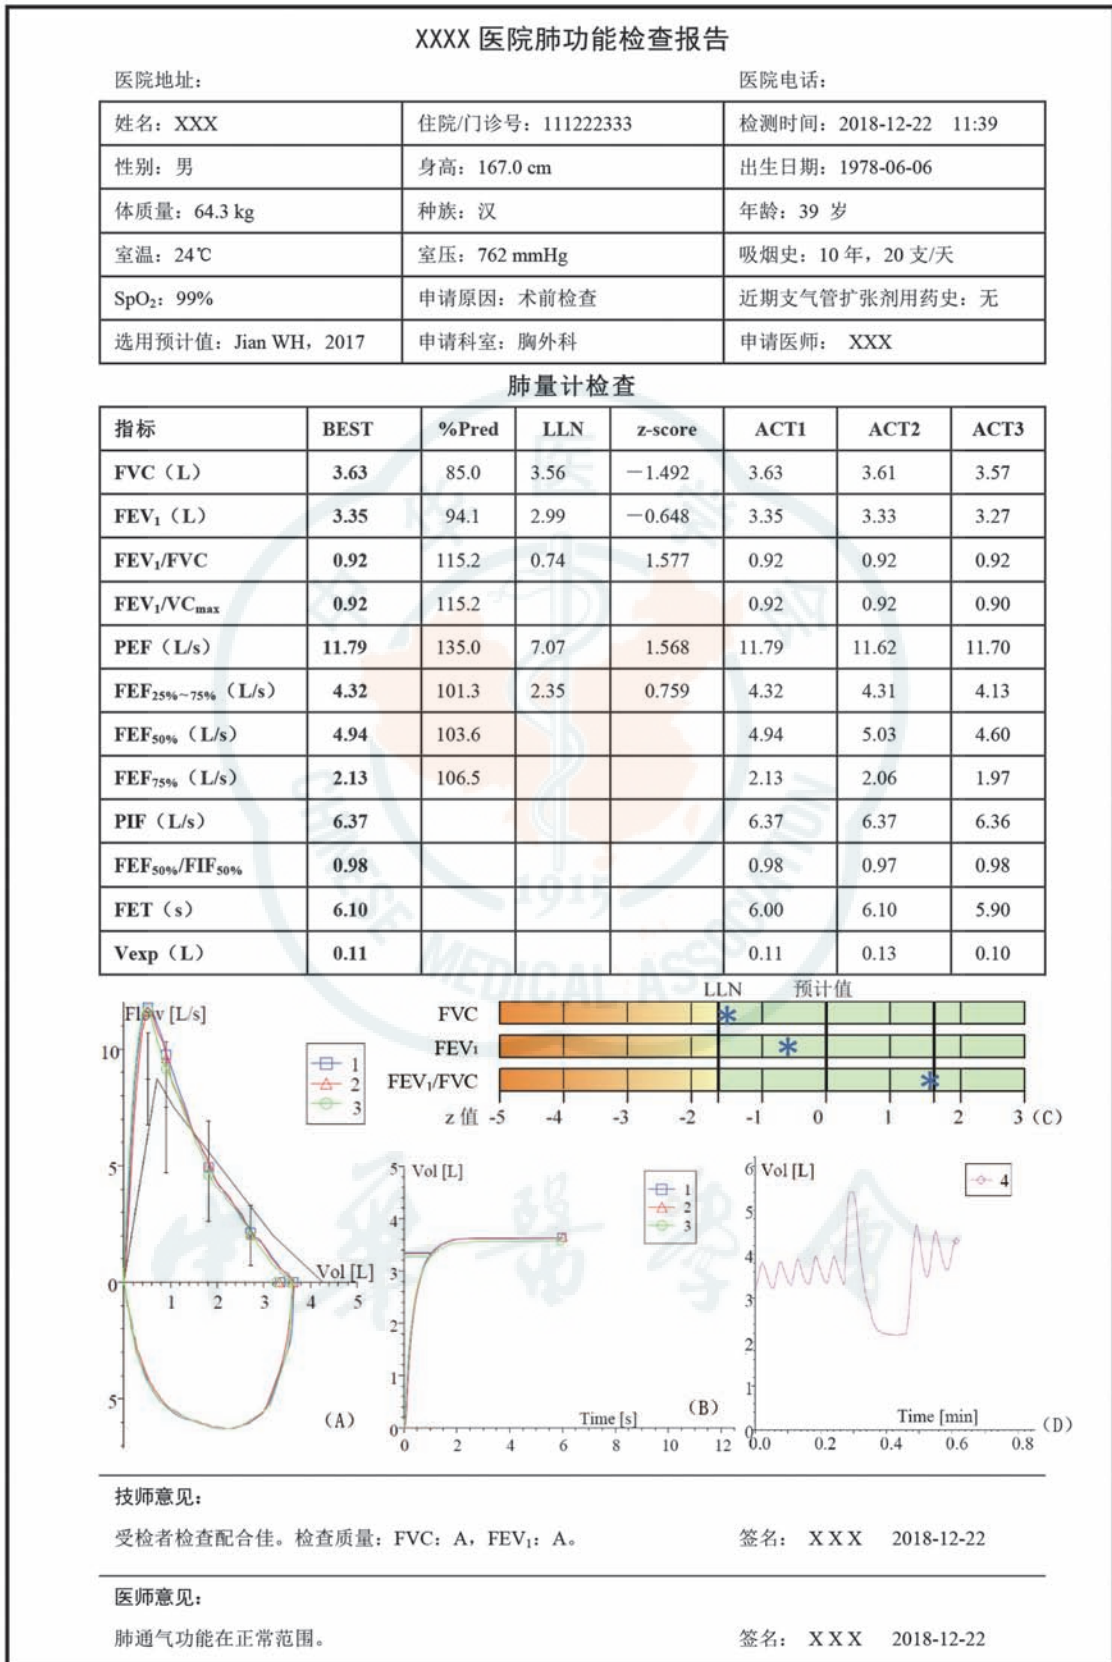 XXXX 医院肺功能检查报告
医院地址： 医院电话：
姓名：XXX 住院/门诊号：111222333 检测时间：2018-12-22 11:39
性别：男 身高：167.0 cm 出生日期：1978-06-06
体质量：64.3 kg 种族：汉 年龄：39 岁
室温：24℃ 室压：762 mmHg 吸烟史：10 年，20 支/天
SpO₂：99% 申请原因：术前检查 近期支气管扩张剂用药史：无
选用预计值：Jian WH，2017 申请科室：胸外科 申请医师： XXX
肺量计检查
指标 BEST %Pred LLN z-score ACT1 ACT2 ACT3
FVC（L） 3.63 85.0 3.56 －1.492 3.63 3.61 3.57
FEV₁（L） 3.35 94.1 2.99 －0.648 3.35 3.33 3.27
FEV₁/FVC 0.92 115.2 0.74 1.577 0.92 0.92 0.92
FEV₁/VCmax 0.92 115.2 0.92 0.92 0.90
PEF（L/s） 11.79 135.0 7.07 1.568 11.79 11.62 11.70
FEF25%~75%（L/s） 4.32 101.3 2.35 0.759 4.32 4.31 4.13
FEF50%（L/s） 4.94 103.6 4.94 5.03 4.60
FEF75%（L/s） 2.13 106.5 2.13 2.06 1.97
PIF（L/s） 6.37 6.37 6.37 6.36
FEF50%/FIF50% 0.98 0.98 0.97 0.98
FET（s） 6.10 6.00 6.10 5.90
Vexp（L） 0.11 0.11 0.13 0.10
中华医学会
1915
CHINESE MEDICAL ASSOCIATION
LLN 预计值
FVC
FEV₁
FEV₁/FVC
z 值 -5 -4 -3 -2 -1 0 1 2 3 (C)
Flow [L/s]
10
5
0
5
Vol [L]
1 2 3 4 5
1
2
3
(A)
Vol [L]
5
4
3
2
1
0
0 2 4 6 8 10 12
Time [s]
1
2
3
(B)
Vol [L]
6
5
4
3
2
1
0
0.0 0.2 0.4 0.6 0.8
Time [min]
4
(D)
中華醫學會
技师意见：
受检者检查配合佳。检查质量：FVC：A，FEV₁：A。 签名： X X X 2018-12-22
医师意见：
肺通气功能在正常范围。 签名： X X X 2018-12-22